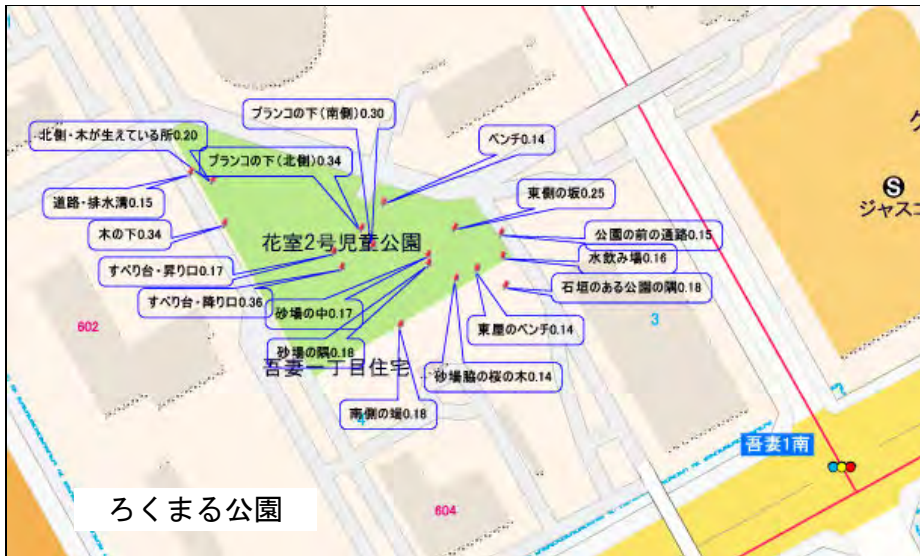 ブランコの下(南側)0.30
北側・木が生えている所0.20
ベンチ0.14
ブランコの下(北側)0.34
東側の坂0.25
道路・排水溝0.15
ジャスコ
木の下0.34
花室2号児童公園
公園の前の通路0.15
水飲み場0.16
すべり台・昇り口0.17
石垣のある公園の隅0.18
すべり台・降り口0.36
砂場の中0.17
602
3
東屋のベンチ0.14
砂場の隅0.18
吾妻一丁目住宅
砂場脇の桜の木0.14
南側の端0.18
4
吾妻1南
ろくまる公園
604